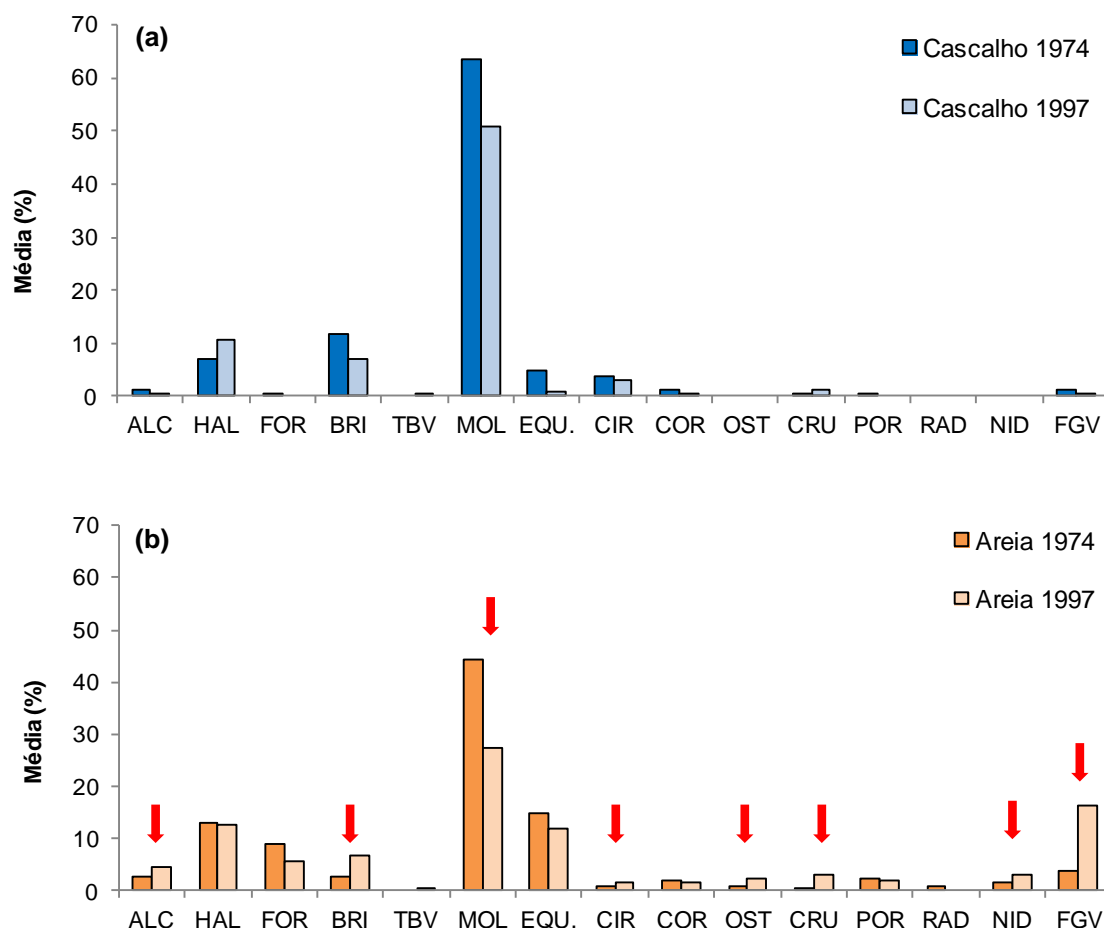 (a)
Cascalho 1974
Cascalho 1997
Média (%)
70
60
50
40
30
20
10
0
ALC HAL FOR BRI TBV MOL EQU. CIR COR OST CRU POR RAD NID FGV
(b)
Areia 1974
Areia 1997
Média (%)
70
60
50
40
30
20
10
0
ALC HAL FOR BRI TBV MOL EQU. CIR COR OST CRU POR RAD NID FGV